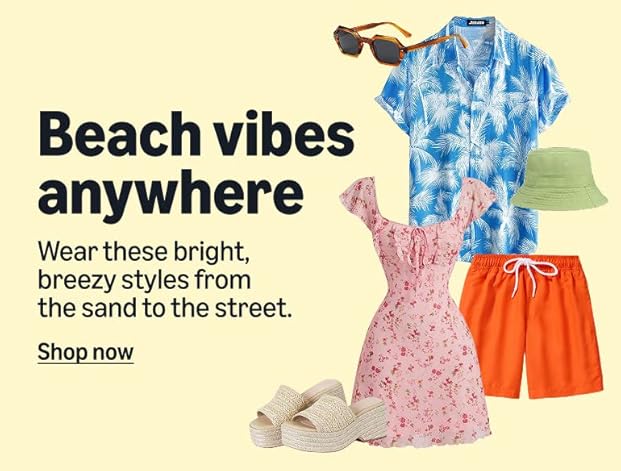 Beach vibes
anywhere
Wear these bright,
breezy styles from
the sand to the street.
Shop now